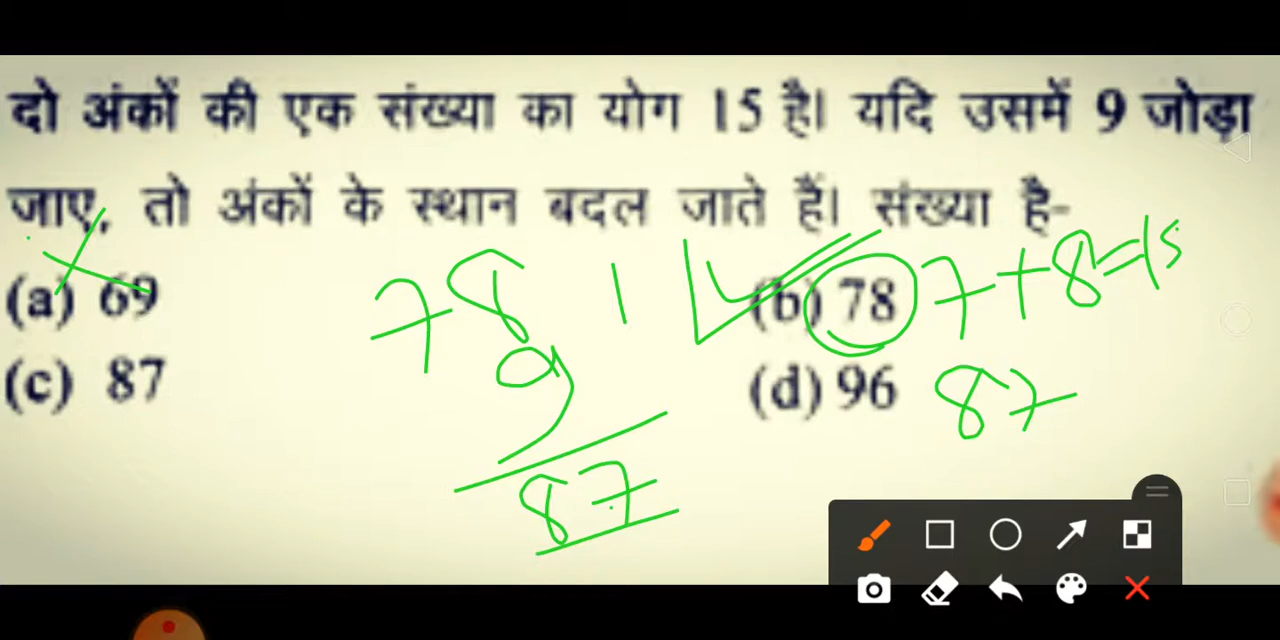 दो अंकों की एक संख्या का योग 15 है। यदि उसमें 9 जोड़ा
जाए, तो अंकों के स्थान बदल जाते हैं। संख्या है-
(a) 69
(b) 78 7+8=15
(c) 87
(d) 96 87
78
9
87